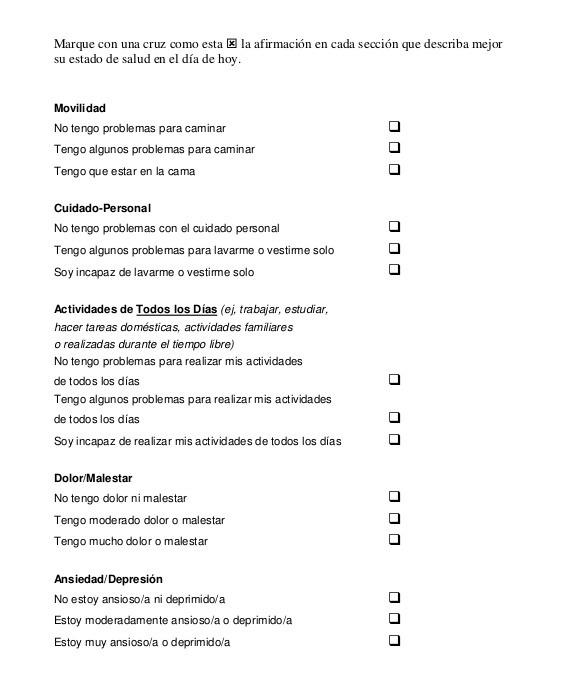 Marque con una cruz como esta ☒ la afirmación en cada sección que describa mejor
su estado de salud en el día de hoy.
Movilidad
No tengo problemas para caminar ❑
Tengo algunos problemas para caminar ❑
Tengo que estar en la cama ❑
Cuidado-Personal
No tengo problemas con el cuidado personal ❑
Tengo algunos problemas para lavarme o vestirme solo ❑
Soy incapaz de lavarme o vestirme solo ❑
Actividades de Todos los Días (ej, trabajar, estudiar,
hacer tareas domésticas, actividades familiares
o realizadas durante el tiempo libre)
No tengo problemas para realizar mis actividades
de todos los días ❑
Tengo algunos problemas para realizar mis actividades
de todos los días ❑
Soy incapaz de realizar mis actividades de todos los días ❑
Dolor/Malestar
No tengo dolor ni malestar ❑
Tengo moderado dolor o malestar ❑
Tengo mucho dolor o malestar ❑
Ansiedad/Depresión
No estoy ansioso/a ni deprimido/a ❑
Estoy moderadamente ansioso/a o deprimido/a ❑
Estoy muy ansioso/a o deprimido/a ❑